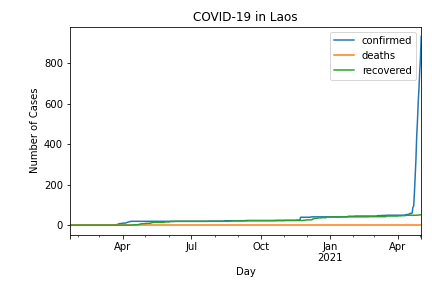 COVID-19 in Laos
confirmed
deaths
recovered
Number of Cases
800
600
400
200
0
Apr
Jul
Oct
Jan
2021
Apr
Day